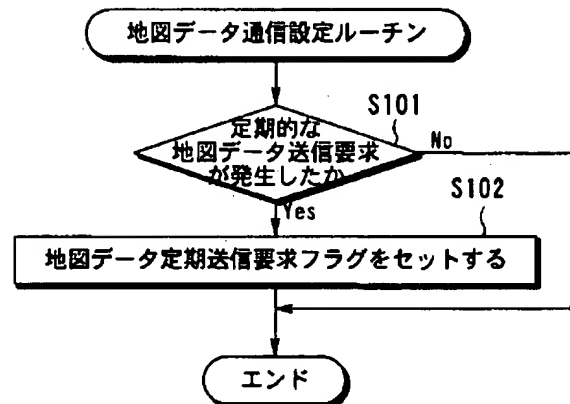 地図データ通信設定ルーチン
S101
定期的な
地図データ送信要求
が発生したか
No
Yes
S102
地図データ定期送信要求フラグをセットする
エンド